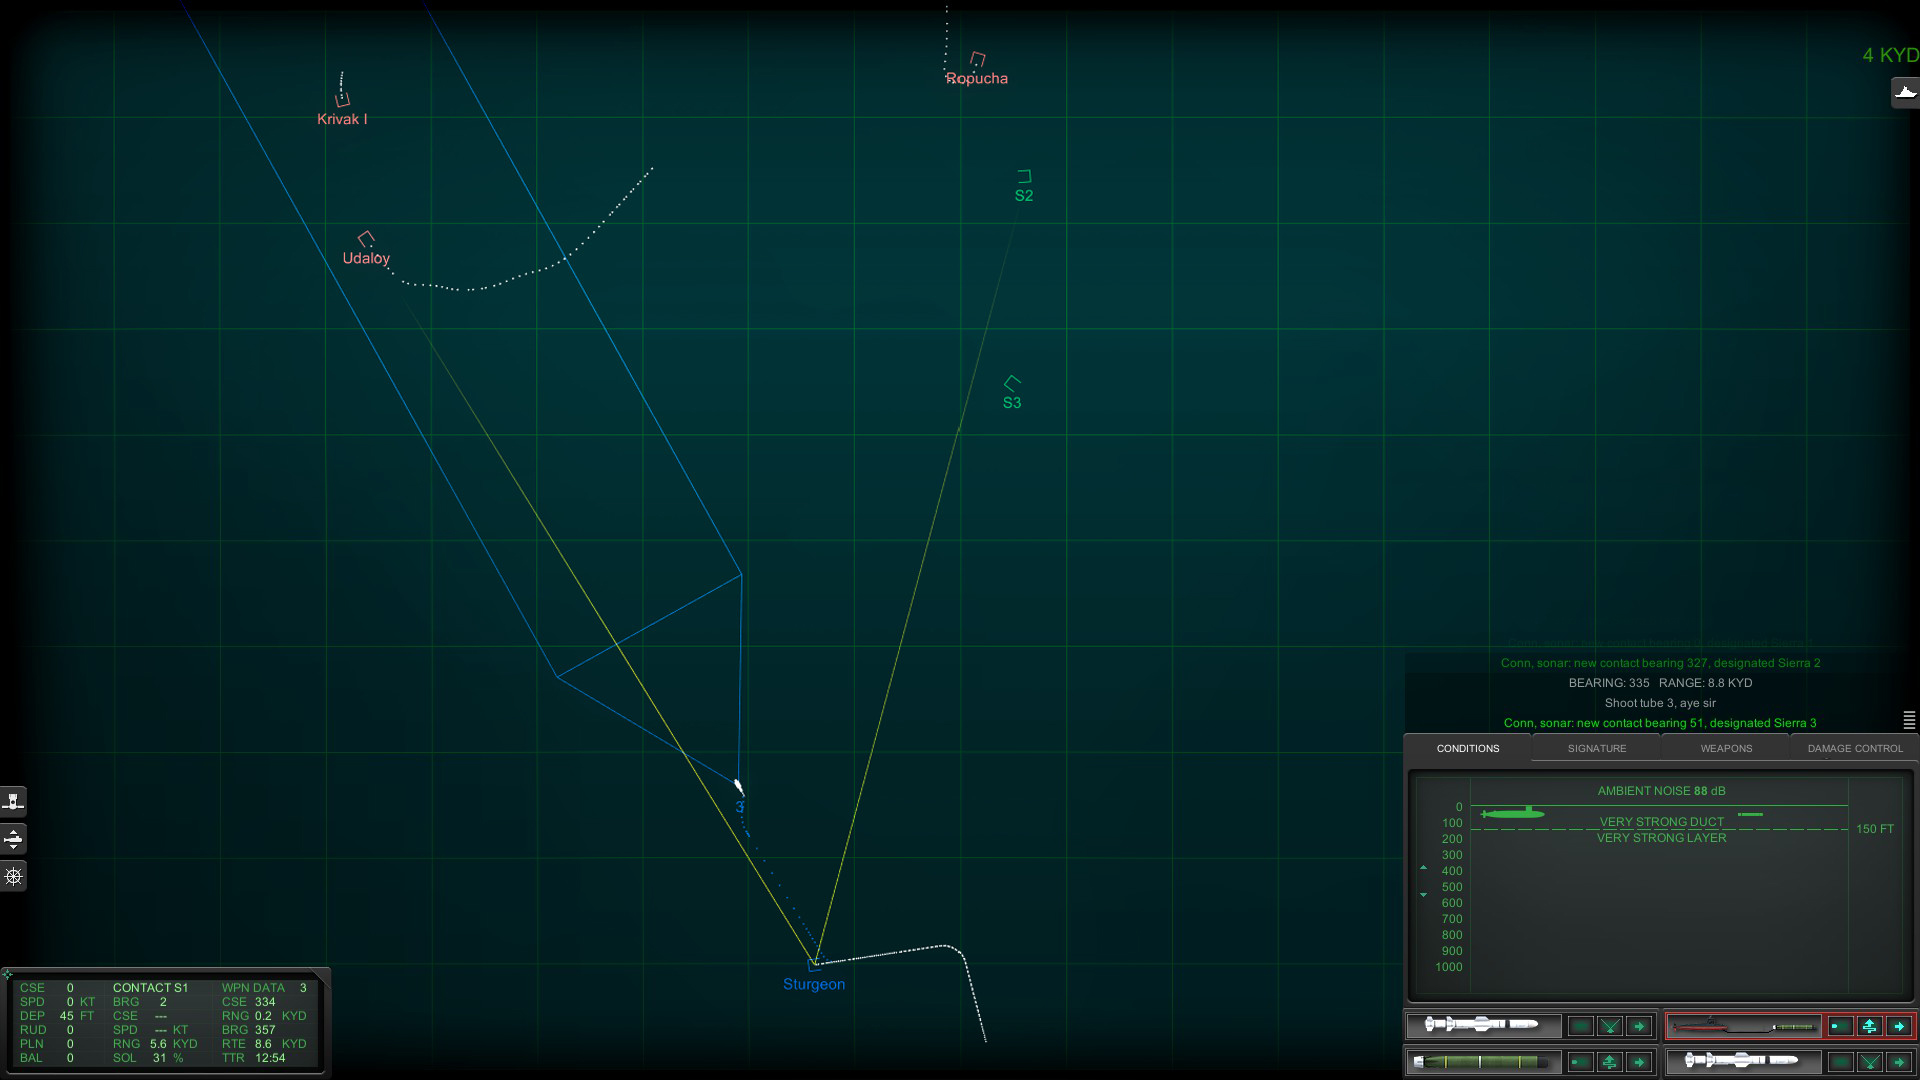 4 KYD
Ropucha
Krivak I
S2
Udaloy
S3
3
Sturgeon
Conn, sonar: new contact bearing 327, designated Sierra 2
BEARING: 335 RANGE: 8.8 KYD
Shoot tube 3, aye sir
Conn, sonar: new contact bearing 51, designated Sierra 3
CONDITIONS SIGNATURE WEAPONS DAMAGE CONTROL
AMBIENT NOISE 88 dB
0
100 VERY STRONG DUCT 150 FT
200 VERY STRONG LAYER
300
400
500
600
700
800
900
1000
CSE 0 CONTACT S1 WPN DATA 3
SPD 0 KT BRG 2 CSE 334
DEP 45 FT CSE --- RNG 0.2 KYD
RUD 0 SPD --- KT BRG 357
PLN 0 RNG 5.6 KYD RTE 8.6 KYD
BAL 0 SOL 31 % TTR 12:54